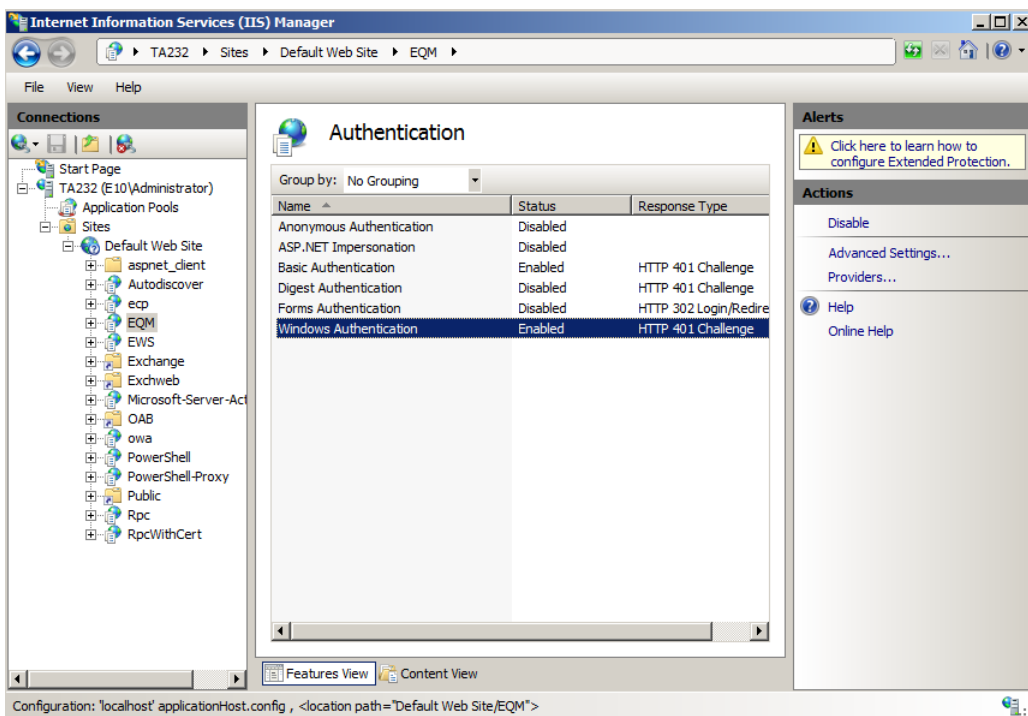 Internet Information Services (IIS) Manager
TA232 Sites Default Web Site EQM
File View Help
Connections
Start Page
TA232 (E10\Administrator)
Application Pools
Sites
Default Web Site
aspnet_client
Autodiscover
ecp
EQM
EWS
Exchange
Exchweb
Microsoft-Server-Act
OAB
owa
PowerShell
PowerShell-Proxy
Public
Rpc
RpcWithCert
Authentication
Group by: No Grouping
Name Status Response Type
Anonymous Authentication Disabled
ASP.NET Impersonation Disabled
Basic Authentication Enabled HTTP 401 Challenge
Digest Authentication Disabled HTTP 401 Challenge
Forms Authentication Disabled HTTP 302 Login/Redire
Windows Authentication Enabled HTTP 401 Challenge
Features View Content View
Alerts
Click here to learn how to
configure Extended Protection.
Actions
Disable
Advanced Settings...
Providers...
Help
Online Help
Configuration: 'localhost' applicationHost.config , <location path="Default Web Site/EQM">